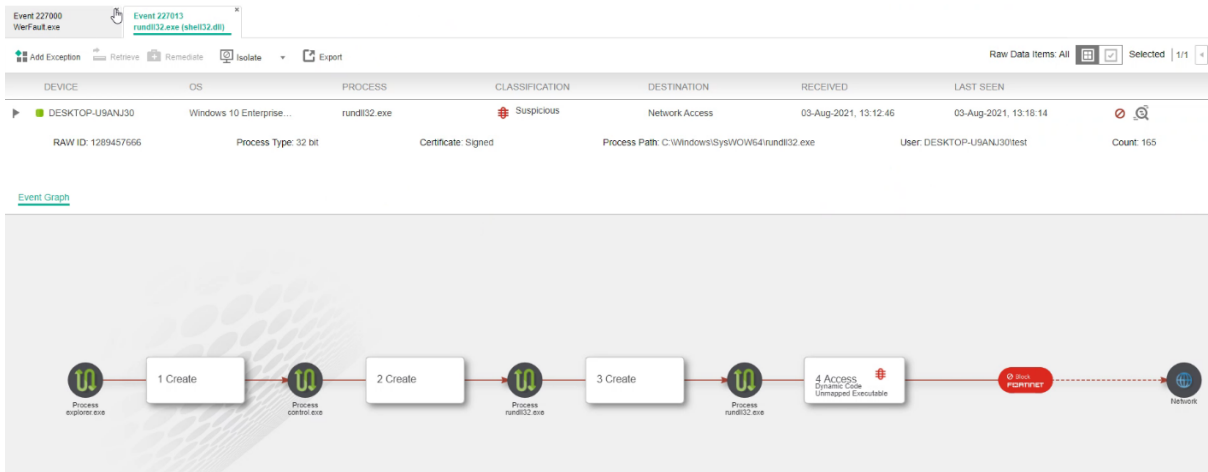 Event 227000
WerFault.exe
Event 227013
rundll32.exe (shell32.dll)
Add Exception Retrieve Remediate Isolate Export
Raw Data Items: All Selected 1/1
DEVICE OS PROCESS CLASSIFICATION DESTINATION RECEIVED LAST SEEN
DESKTOP-U9ANJ30 Windows 10 Enterprise... rundll32.exe Suspicious Network Access 03-Aug-2021, 13:12:46 03-Aug-2021, 13:18:14
RAW ID: 1289457666 Process Type: 32 bit Certificate: Signed Process Path: C:\Windows\SysWOW64\rundll32.exe User: DESKTOP-U9ANJ30\test Count: 165
Event Graph
Process
explorer.exe
1 Create
Process
control.exe
2 Create
Process
rundll32.exe
3 Create
Process
rundll32.exe
4 Access
Dynamic Code
Unmapped Executable
Block
FORTINET
Network